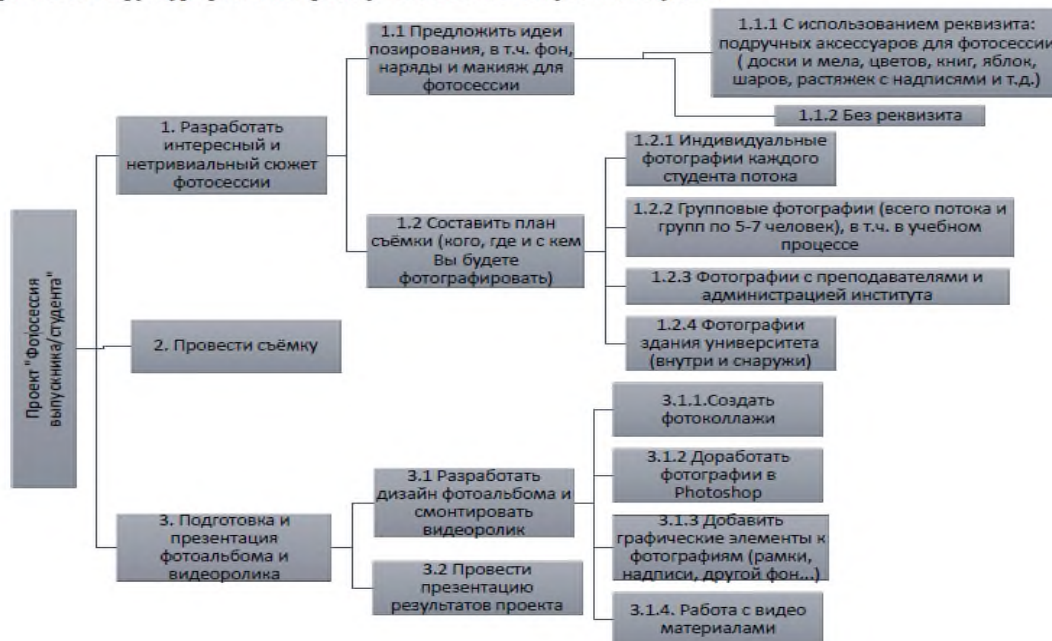 Проект "Фотосессия
выпускника/студента"
1. Разработать
интересный и
нетривиальный сюжет
фотосессии
1.1 Предложить идеи
позирования, в т.ч. фон,
наряды и макияж для
фотосессии
1.1.1 С использованием реквизита:
подручных аксессуаров для фотосессии
( доски и мела, цветов, книг, яблок,
шаров, растяжек с надписями и т.д.)
1.1.2 Без реквизита
1.2 Составить план
съёмки (кого, где и с кем
Вы будете
фотографировать)
1.2.1 Индивидуальные
фотографии каждого
студента потока
1.2.2 Групповые фотографии (всего потока и
групп по 5-7 человек), в т.ч. в учебном
процессе
1.2.3 Фотографии с преподавателями и
администрацией института
1.2.4 Фотографии
здания университета
(внутри и снаружи)
2. Провести съёмку
3. Подготовка и
презентация
фотоальбома и
видеоролика
3.1 Разработать
дизайн фотоальбома и
смонтировать
видеоролик
3.1.1.Создать
фотоколлажи
3.1.2 Доработать
фотографии в
Photoshop
3.1.3 Добавить
графические элементы к
фотографиям (рамки,
надписи, другой фон...)
3.1.4. Работа с видео
материалами
3.2 Провести
презентацию
результатов проекта